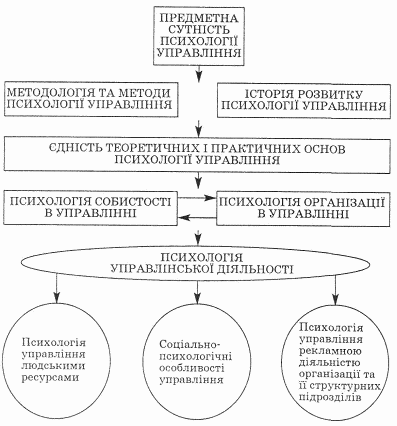 ПРЕДМЕТНА
СУТНІСТЬ
ПСИХОЛОГІЇ
УПРАВЛІННЯ
МЕТОДОЛОГІЯ ТА МЕТОДИ
ПСИХОЛОГІЇ УПРАВЛІННЯ
ІСТОРІЯ РОЗВИТКУ
ПСИХОЛОГІЇ УПРАВЛІННЯ
ЄДНІСТЬ ТЕОРЕТИЧНИХ І ПРАКТИЧНИХ ОСНОВ
ПСИХОЛОГІЇ УПРАВЛІННЯ
ПСИХОЛОГІЯ СОБИСТОСТІ
В УПРАВЛІННІ
ПСИХОЛОГІЯ ОРГАНІЗАЦІЇ
В УПРАВЛІННІ
ПСИХОЛОГІЯ
УПРАВЛІНСЬКОЇ ДІЯЛЬНОСТІ
Психологія
управління
людськими
ресурсами
Соціально-
психологічні
особливості
управління
Психологія
управління
рекламною
діяльністю
організації та
її структурних
підрозділів